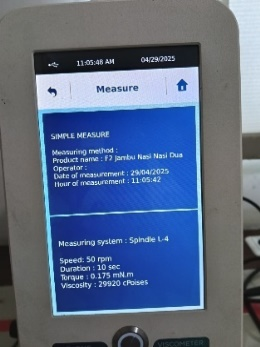 11:05:48 AM 04/29/2025
Measure
SIMPLE MEASURE
Measuring method :
Product name : F2 Jambu Nasi Nasi Dua
Operator :
Date of measurement : 29/04/2025
Hour of measurement : 11:05:42
Measuring system : Spindle L-4
Speed: 50 rpm
Duration : 10 sec
Torque : 0.175 mN.m
Viscosity : 29920 cPoises
VISCOMETER